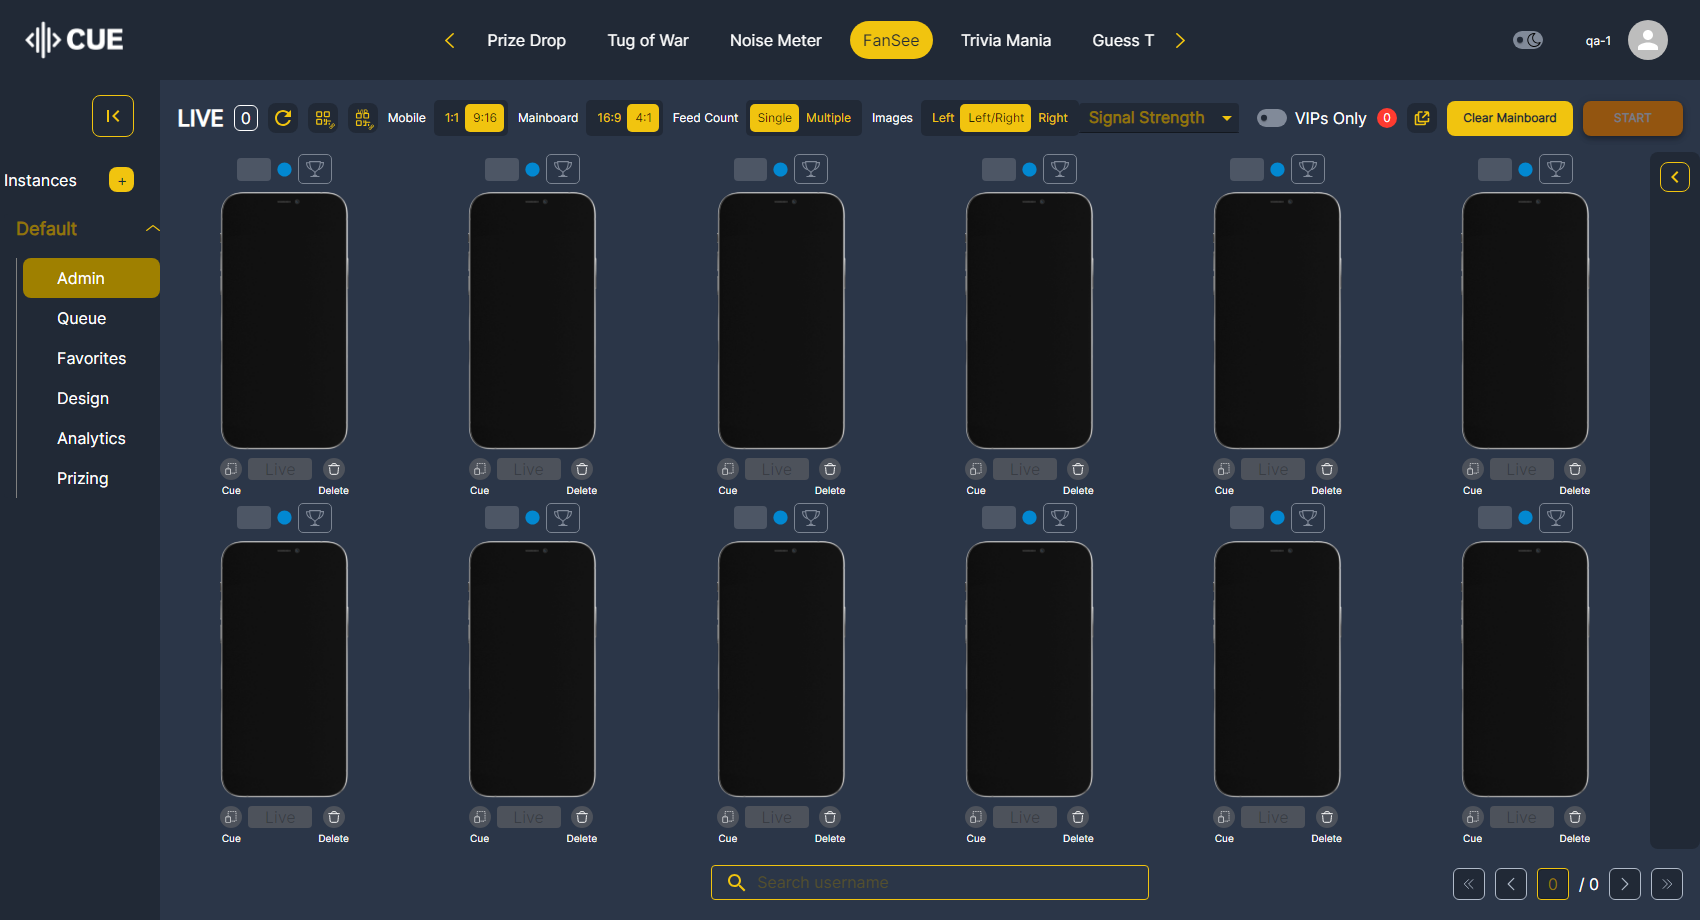 CUE
Prize Drop
Tug of War
Noise Meter
FanSee
Trivia Mania
Guess T
qa-1
LIVE 0
Mobile 1:1 9:16
Mainboard 16:9 4:1
Feed Count Single Multiple
Images Left Left/Right Right
Signal Strength
VIPs Only 0
Clear Mainboard
START
Instances +
Default
Admin
Queue
Favorites
Design
Analytics
Prizing
Live Live Live Live Live Live
Cue Delete Cue Delete Cue Delete Cue Delete Cue Delete Cue Delete
Live Live Live Live Live Live
Cue Delete Cue Delete Cue Delete Cue Delete Cue Delete Cue Delete
Search username
0 / 0